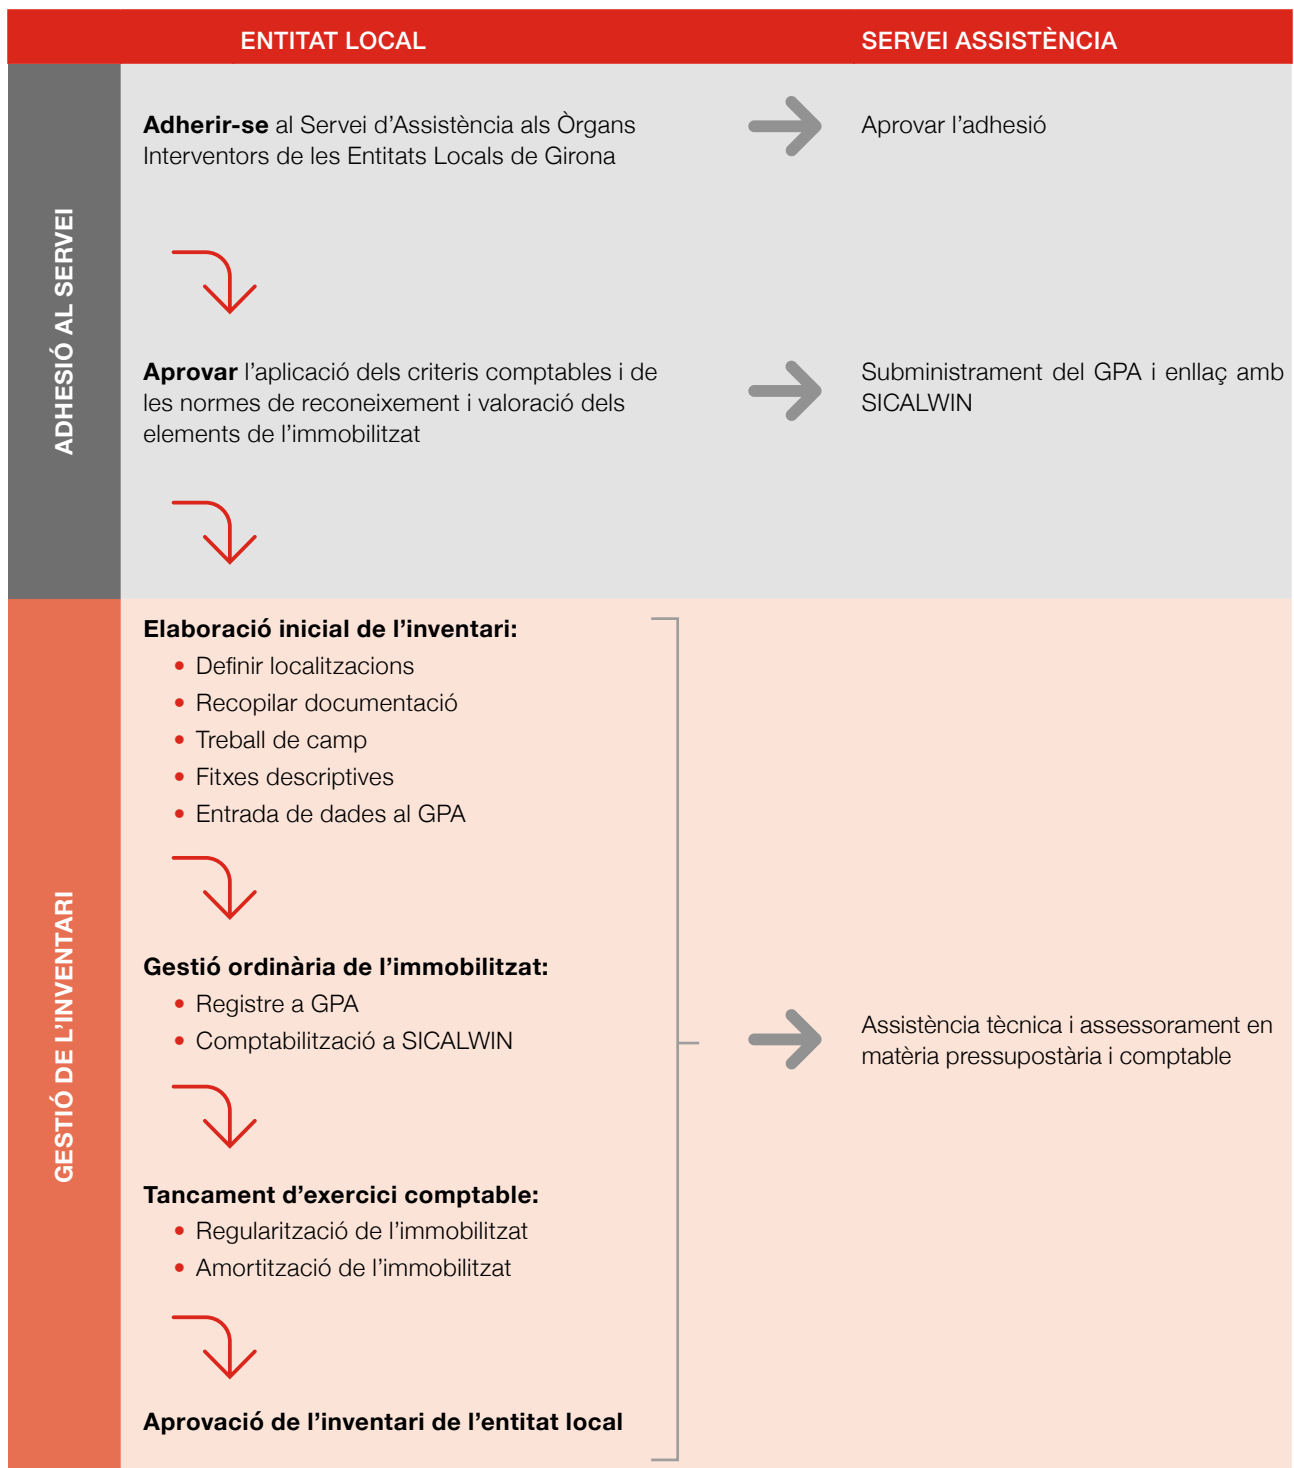 ENTITAT LOCAL
SERVEI ASSISTÈNCIA
ADHESIÓ AL SERVEI
Adherir-se al Servei d’Assistència als Òrgans
Interventors de les Entitats Locals de Girona
Aprovar l’adhesió
Aprovar l’aplicació dels criteris comptables i de
les normes de reconeixement i valoració dels
elements de l’immobilitzat
Subministrament del GPA i enllaç amb
SICALWIN
GESTIÓ DE L’INVENTARI
Elaboració inicial de l’inventari:
• Definir localitzacions
• Recopilar documentació
• Treball de camp
• Fitxes descriptives
• Entrada de dades al GPA
Gestió ordinària de l’immobilitzat:
• Registre a GPA
• Comptabilització a SICALWIN
Assistència tècnica i assessorament en
matèria pressupostària i comptable
Tancament d’exercici comptable:
• Regularització de l’immobilitzat
• Amortització de l’immobilitzat
Aprovació de l’inventari de l’entitat local